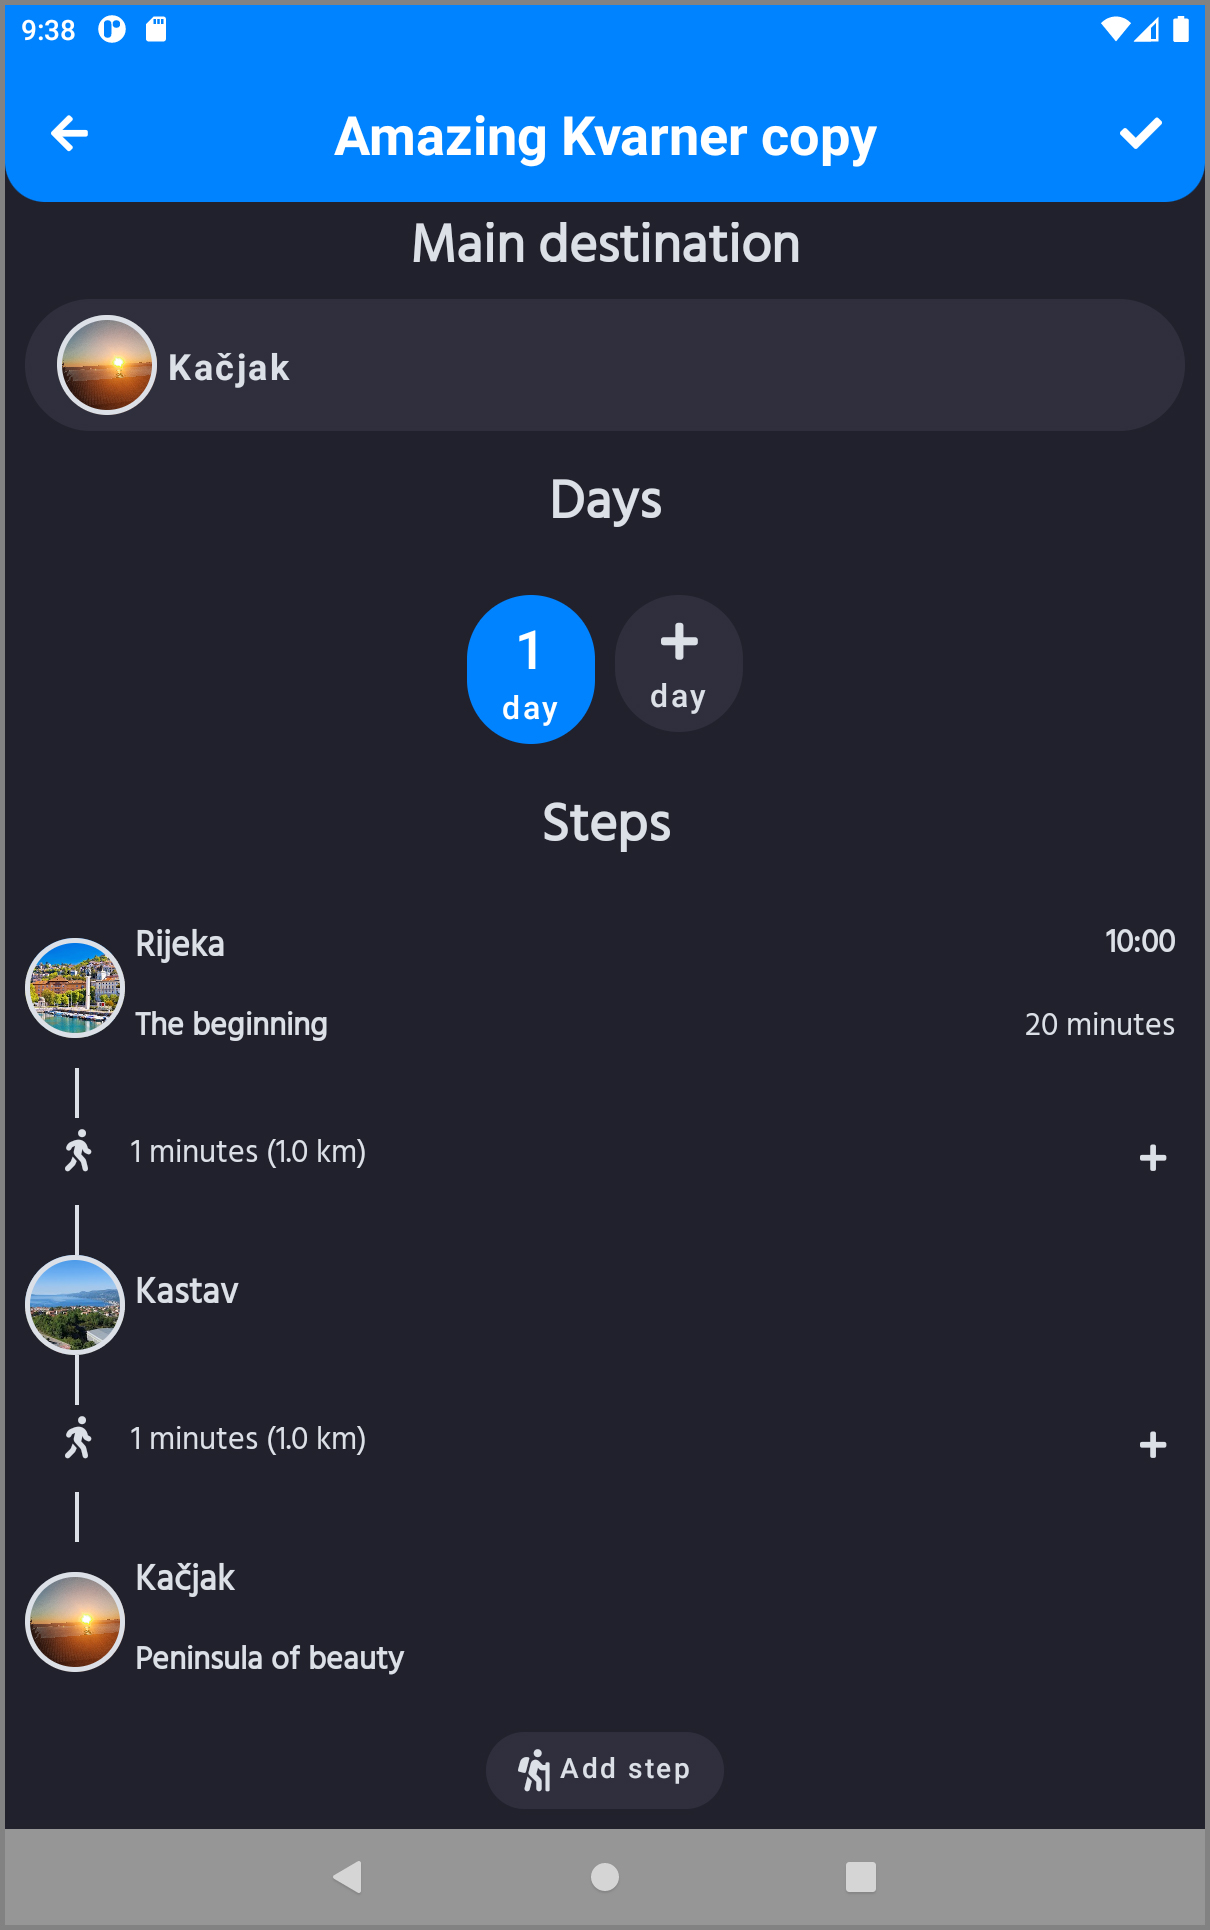 9:38
Amazing Kvarner copy
Main destination
Kačjak
Days
1
day
+
day
Steps
Rijeka
10:00
The beginning
20 minutes
1 minutes (1.0 km)
+
Kastav
1 minutes (1.0 km)
+
Kačjak
Peninsula of beauty
Add step